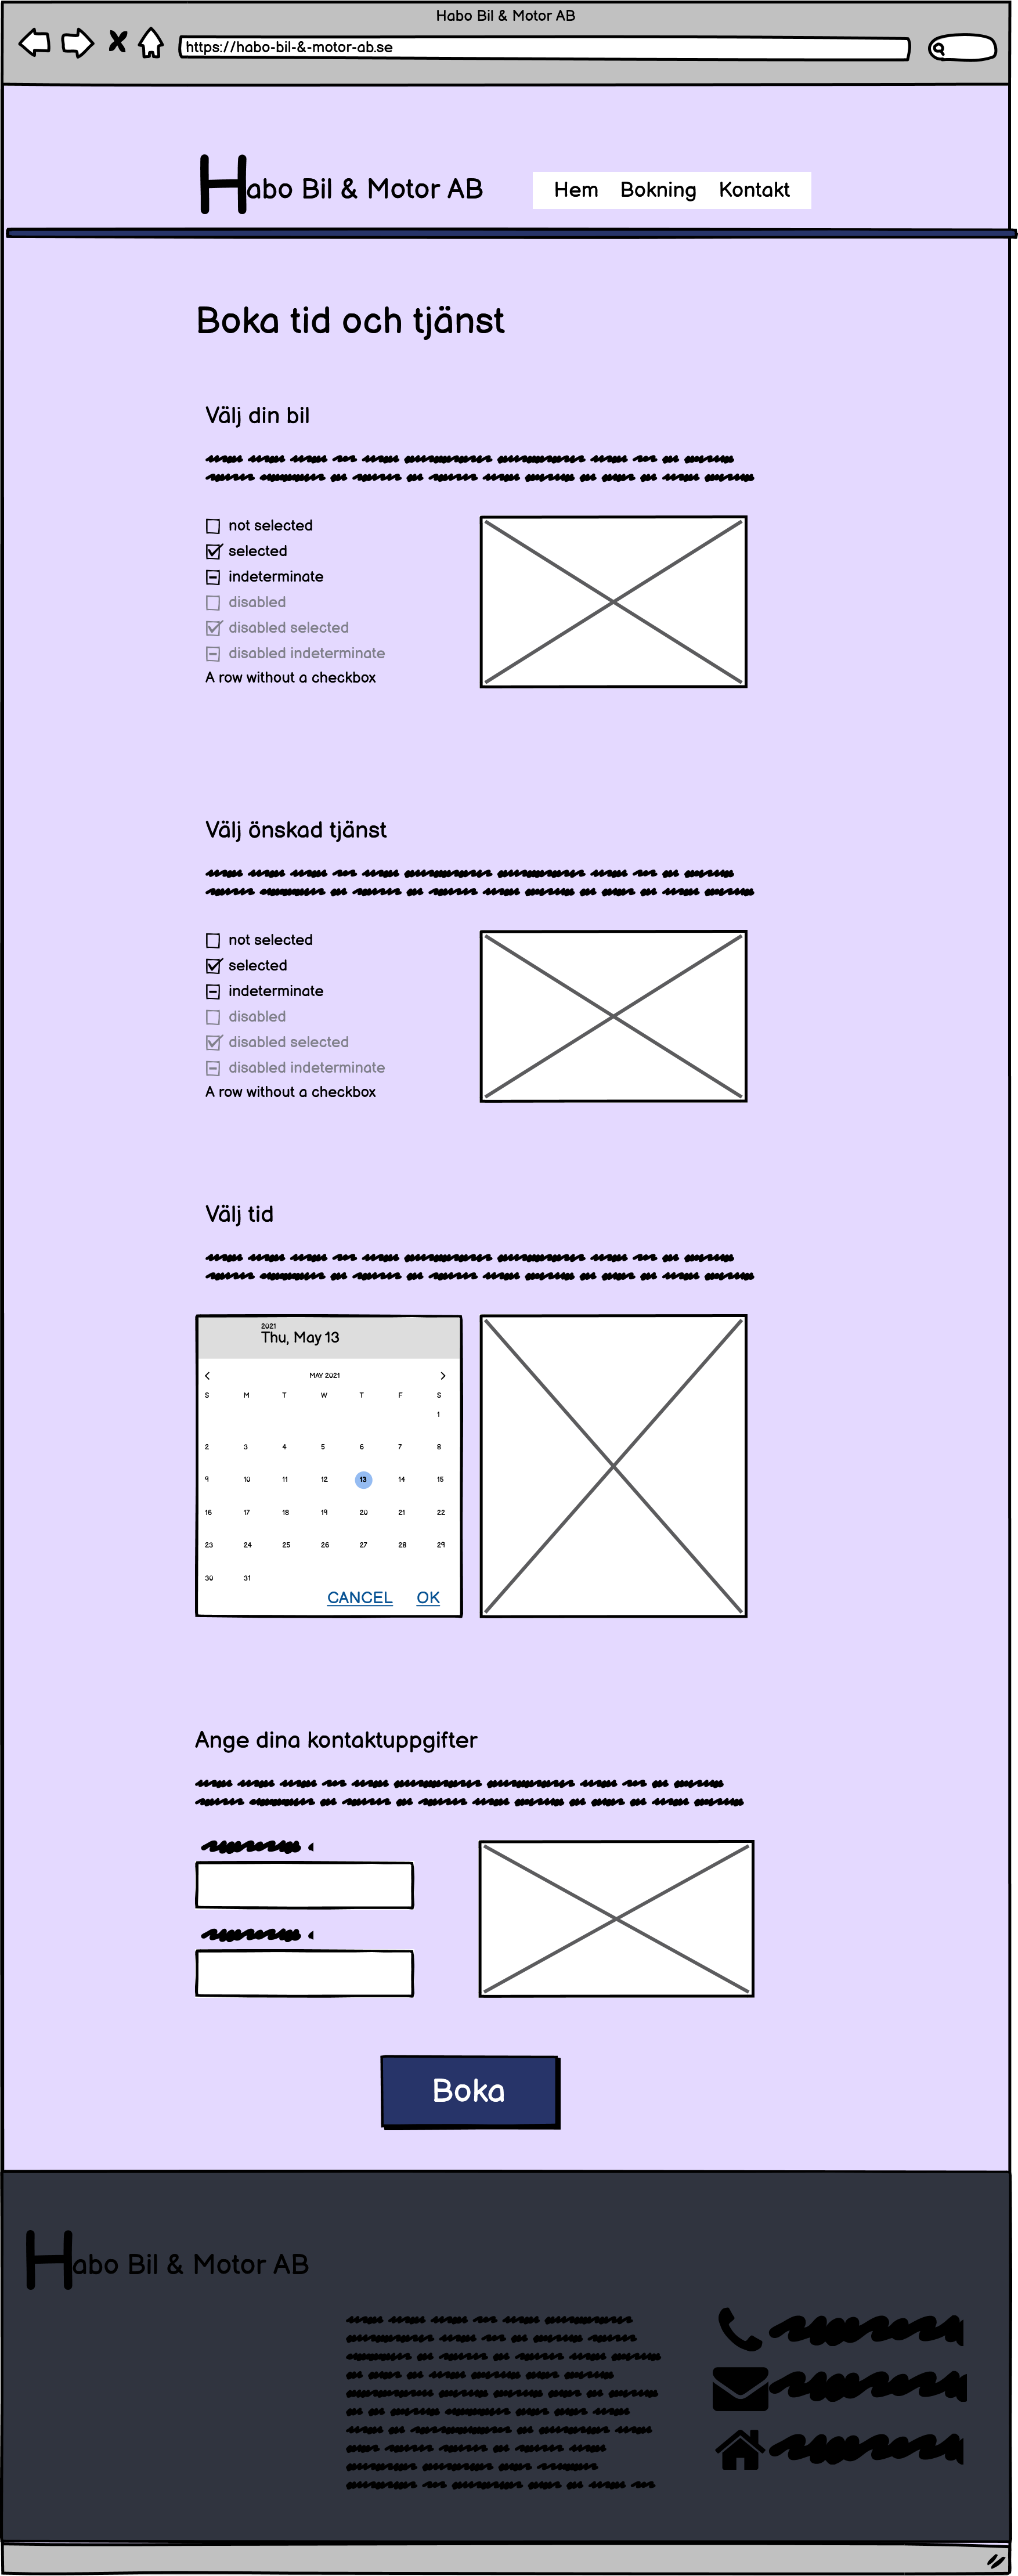 Habo Bil & Motor AB
https://habo-bil-&-motor-ab.se
Habo Bil & Motor AB
Hem Bokning Kontakt
Boka tid och tjänst
Välj din bil
not selected
selected
indeterminate
disabled
disabled selected
disabled indeterminate
A row without a checkbox
Välj önskad tjänst
not selected
selected
indeterminate
disabled
disabled selected
disabled indeterminate
A row without a checkbox
Välj tid
2021
Thu, May 13
MAY 2021
S M T W T F S
1
2 3 4 5 6 7 8
9 10 11 12 13 14 15
16 17 18 19 20 21 22
23 24 25 26 27 28 29
30 31
CANCEL OK
Ange dina kontaktuppgifter
Boka
Habo Bil & Motor AB